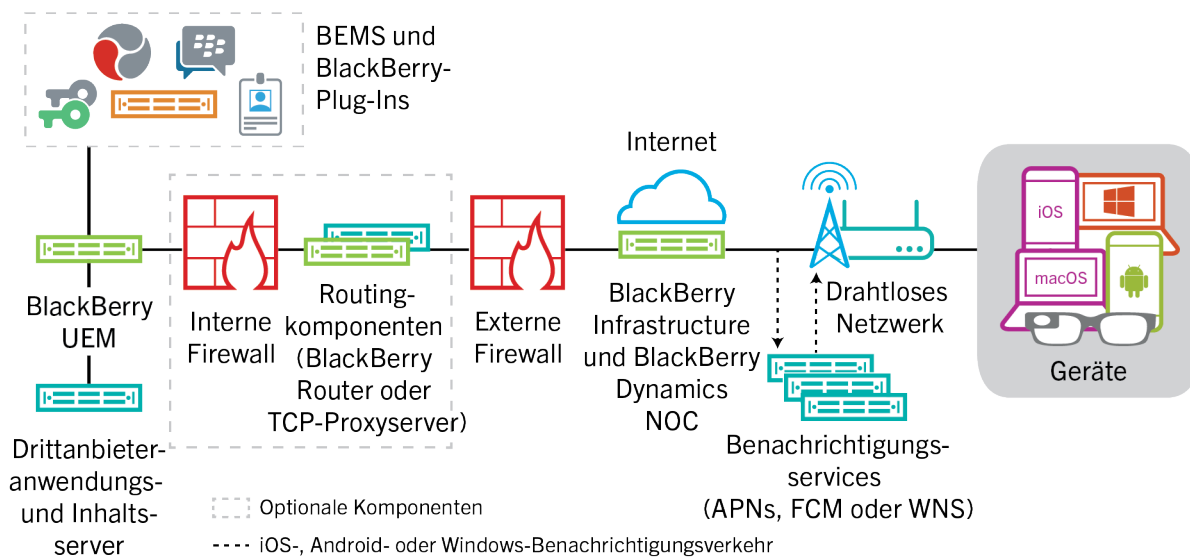 BEMS und
BlackBerry-
Plug-Ins
Internet
iOS
macOS
BlackBerry
UEM
Interne
Firewall
Routing-
komponenten
(BlackBerry
Router oder
TCP-Proxyserver)
Externe
Firewall
BlackBerry
Infrastructure
und BlackBerry
Dynamics
NOC
Drahtloses
Netzwerk
Geräte
Drittanbieter-
anwendungs-
und Inhalts-
server
Benachrichtigungs-
services
(APNs, FCM oder WNS)
Optionale Komponenten
iOS-, Android- oder Windows-Benachrichtigungsverkehr